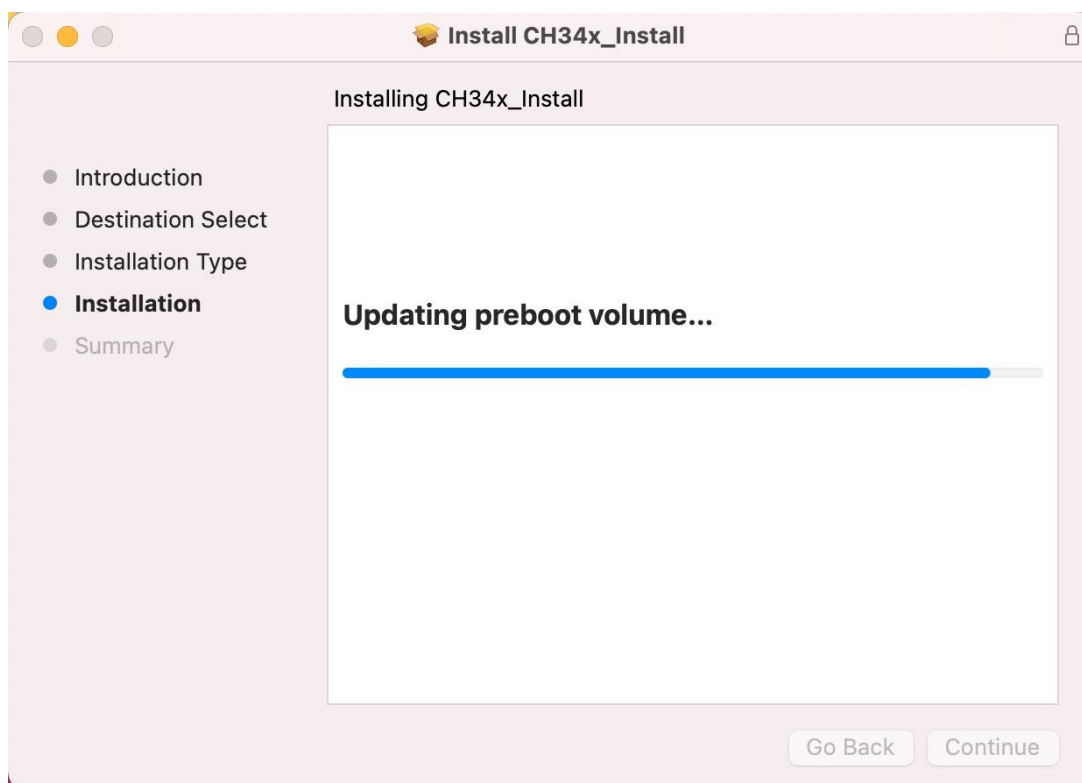 Install CH34x_Install
Installing CH34x_Install
Introduction
Destination Select
Installation Type
Installation
Summary
Updating preboot volume...
Go Back
Continue